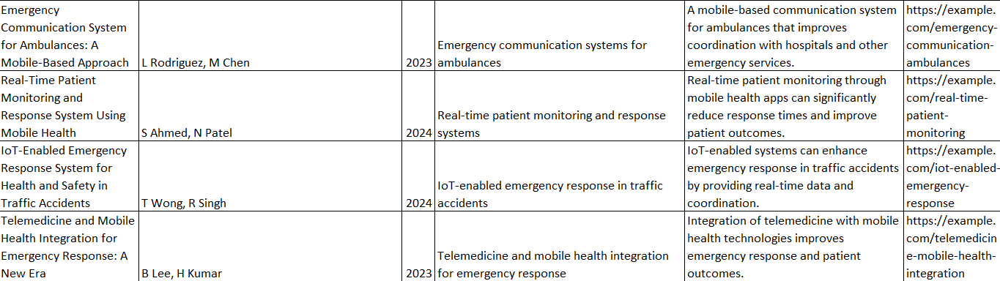 Emergency
Communication System
for Ambulances: A
Mobile-Based Approach
L Rodriguez, M Chen
2023
Emergency communication systems for
ambulances
A mobile-based communication system
for ambulances that improves
coordination with hospitals and other
emergency services.
https://example.
com/emergency-
communication-
ambulances
Real-Time Patient
Monitoring and
Response System Using
Mobile Health
S Ahmed, N Patel
2024
Real-time patient monitoring and response
systems
Real-time patient monitoring through
mobile health apps can significantly
reduce response times and improve
patient outcomes.
https://example.
com/real-time-
patient-
monitoring
IoT-Enabled Emergency
Response System for
Health and Safety in
Traffic Accidents
T Wong, R Singh
2024
IoT-enabled emergency response in traffic
accidents
IoT-enabled systems can enhance
emergency response in traffic accidents
by providing real-time data and
coordination.
https://example.
com/iot-enabled-
emergency-
response
Telemedicine and Mobile
Health Integration for
Emergency Response: A
New Era
B Lee, H Kumar
2023
Telemedicine and mobile health integration
for emergency response
Integration of telemedicine with mobile
health technologies improves
emergency response and patient
outcomes.
https://example.
com/telemedicin
e-mobile-health-
integration